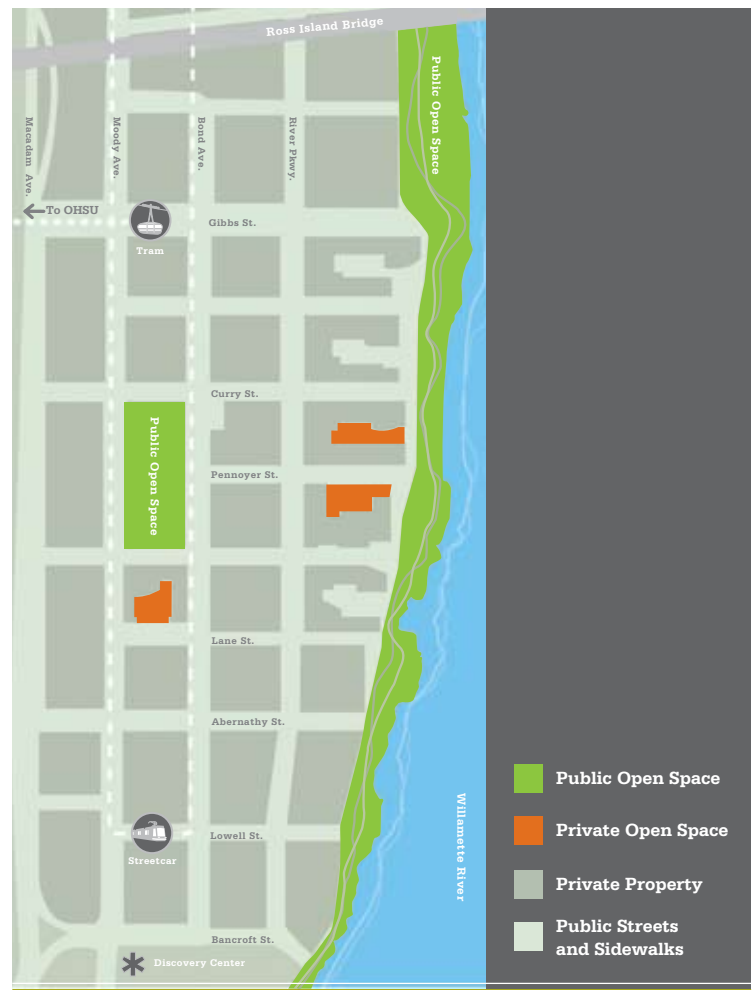 Ross Island Bridge
Public Open Space
Macadam Ave.
Moody Ave.
Bond Ave.
River Pkwy.
To OHSU
Gibbs St.
Tram
Curry St.
Public Open Space
Pennoyer St.
Lane St.
Abernathy St.
Public Open Space
Willamette River
Private Open Space
Lowell St.
Streetcar
Private Property
Public Streets
and Sidewalks
Bancroft St.
Discovery Center